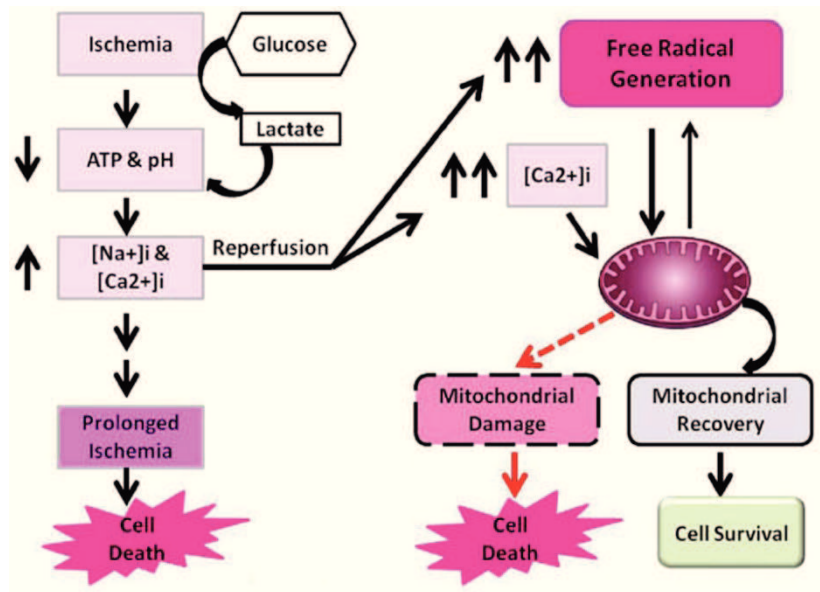 Ischemia
Glucose
Lactate
ATP & pH
[Na+]i &
[Ca2+]i
Reperfusion
Prolonged
Ischemia
Cell
Death
Free Radical
Generation
[Ca2+]i
Mitochondrial
Damage
Cell
Death
Mitochondrial
Recovery
Cell Survival